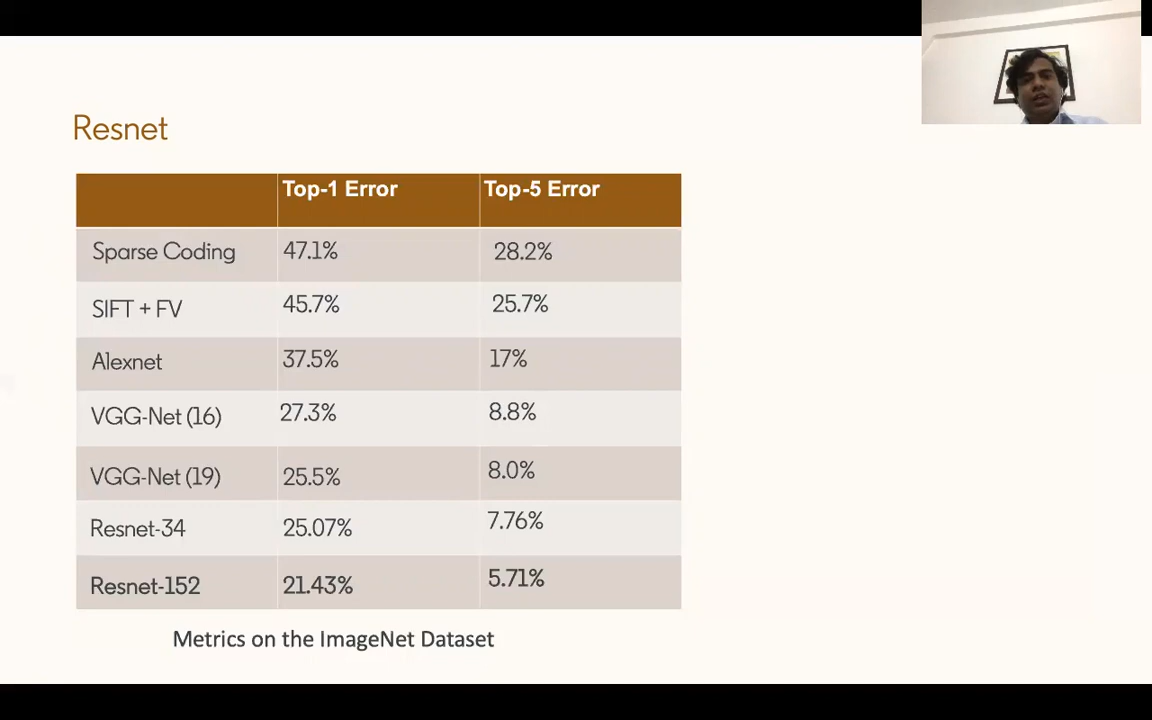 Resnet
Top-1 Error Top-5 Error
Sparse Coding 47.1% 28.2%
SIFT + FV 45.7% 25.7%
Alexnet 37.5% 17%
VGG-Net (16) 27.3% 8.8%
VGG-Net (19) 25.5% 8.0%
Resnet-34 25.07% 7.76%
Resnet-152 21.43% 5.71%
Metrics on the ImageNet Dataset